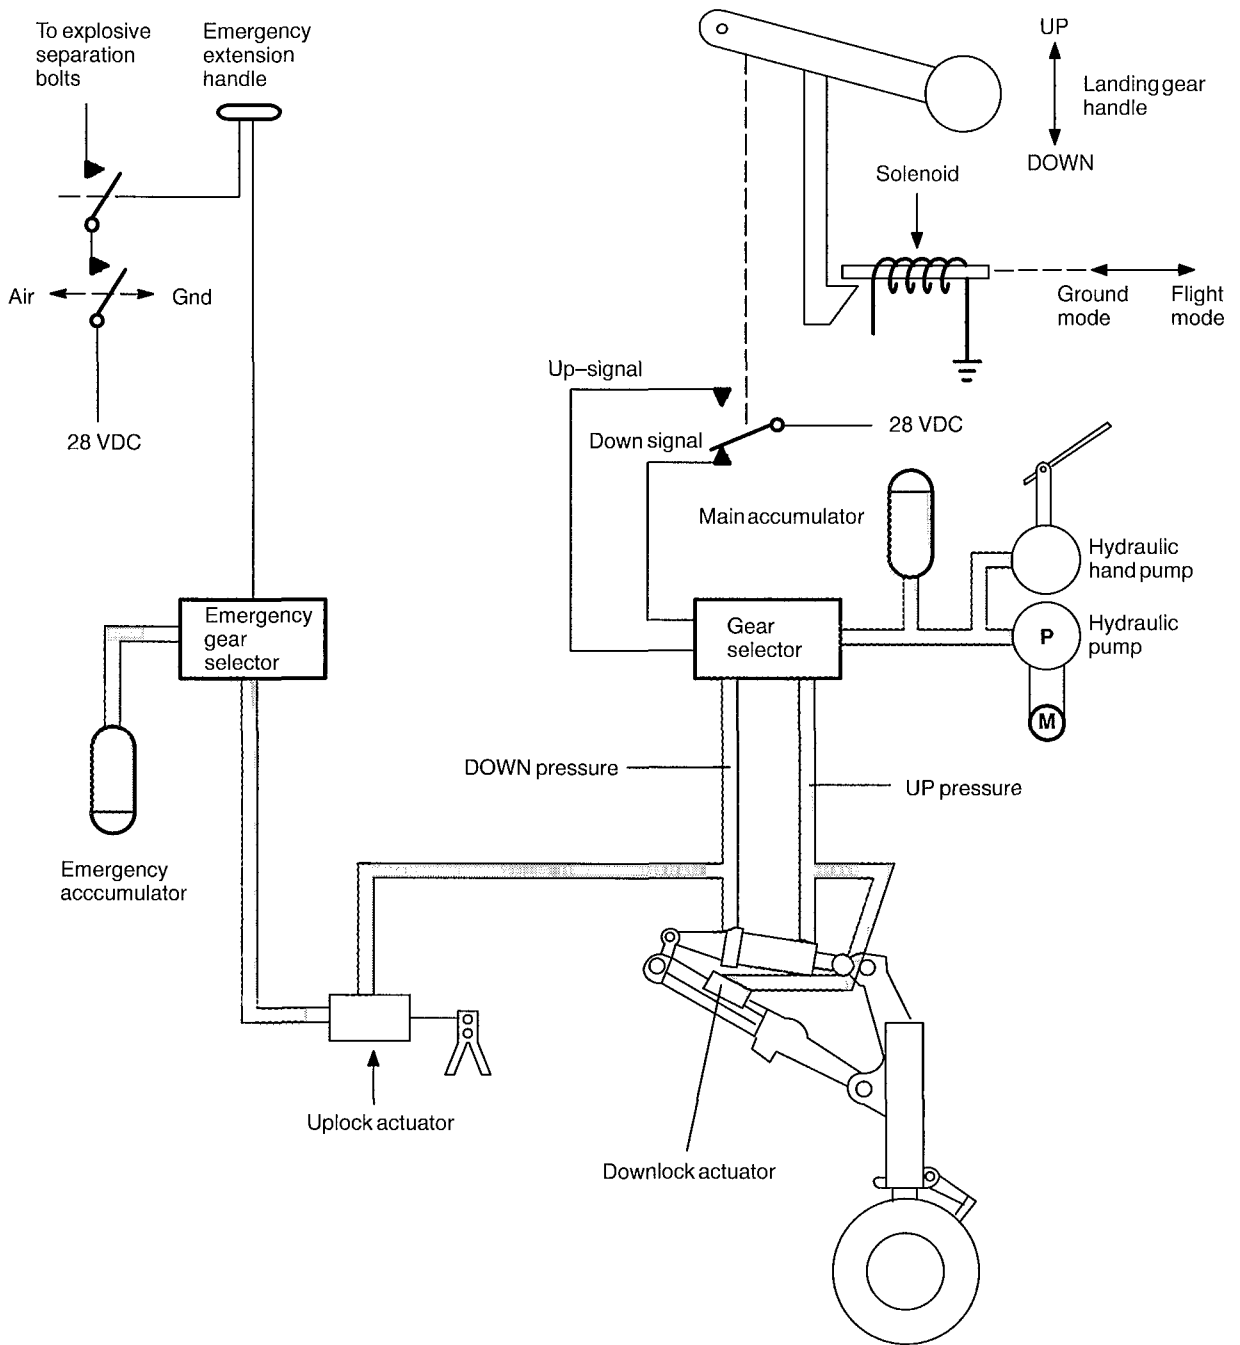 To explosive
separation
bolts
Emergency
extension
handle
UP
Landing gear
handle
DOWN
Solenoid
Air
Gnd
Ground
mode
Flight
mode
28 VDC
Up–signal
Down signal
28 VDC
Main accumulator
Hydraulic
hand pump
Emergency
gear
selector
Gear
selector
P
Hydraulic
pump
M
DOWN pressure
UP pressure
Emergency
acccumulator
Uplock actuator
Downlock actuator